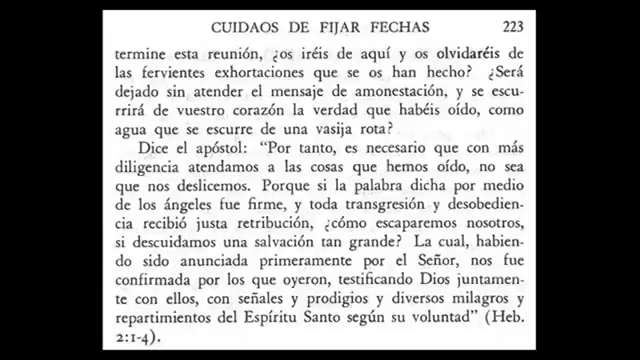 CUIDAOS DE FIJAR FECHAS 223
termine esta reunión, ¿os iréis de aquí y os olvidaréis de
las fervientes exhortaciones que se os han hecho? ¿Será
dejado sin atender el mensaje de amonestación, y se escu-
rrirá de vuestro corazón la verdad que habéis oído, como
agua que se escurre de una vasija rota?
Dice el apóstol: “Por tanto, es necesario que con más
diligencia atendamos a las cosas que hemos oído, no sea
que nos deslicemos. Porque si la palabra dicha por medio
de los ángeles fue firme, y toda transgresión y desobedien-
cia recibió justa retribución, ¿cómo escaparemos nosotros,
si descuidamos una salvación tan grande? La cual, habien-
do sido anunciada primeramente por el Señor, nos fue
confirmada por los que oyeron, testificando Dios juntamen-
te con ellos, con señales y prodigios y diversos milagros y
repartimientos del Espíritu Santo según su voluntad” (Heb.
2:1-4).